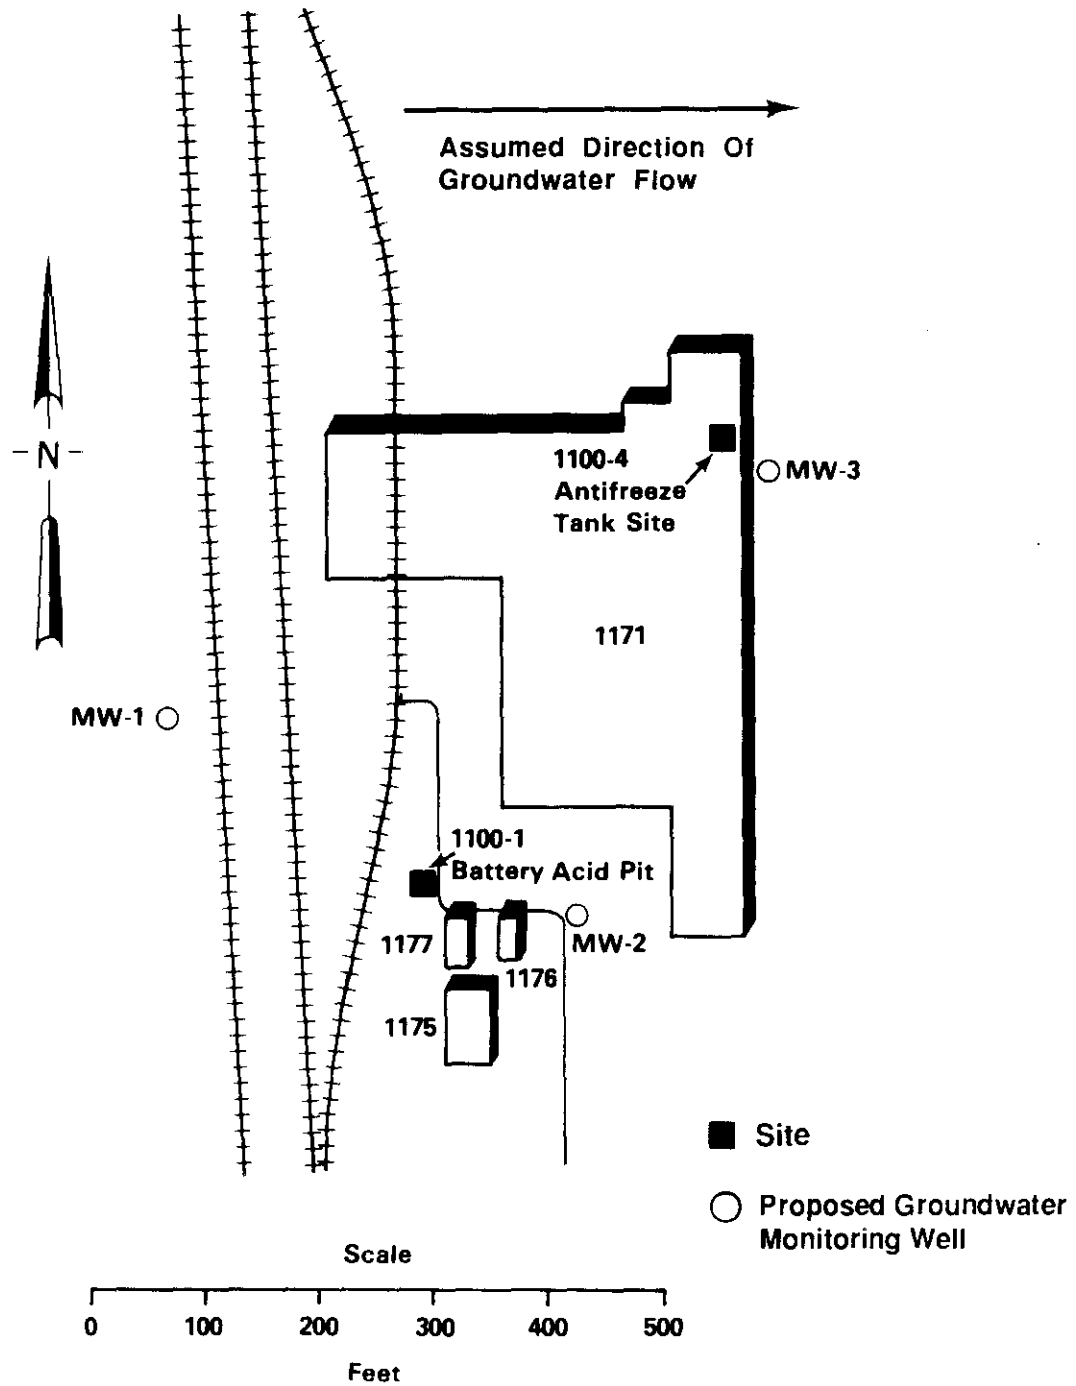 Assumed Direction Of
Groundwater Flow
N
1100-4
Antifreeze
Tank Site
MW-3
1171
MW-1
1100-1
Battery Acid Pit
1177
MW-2
1176
1175
Site
Proposed Groundwater
Monitoring Well
Scale
0 100 200 300 400 500
Feet